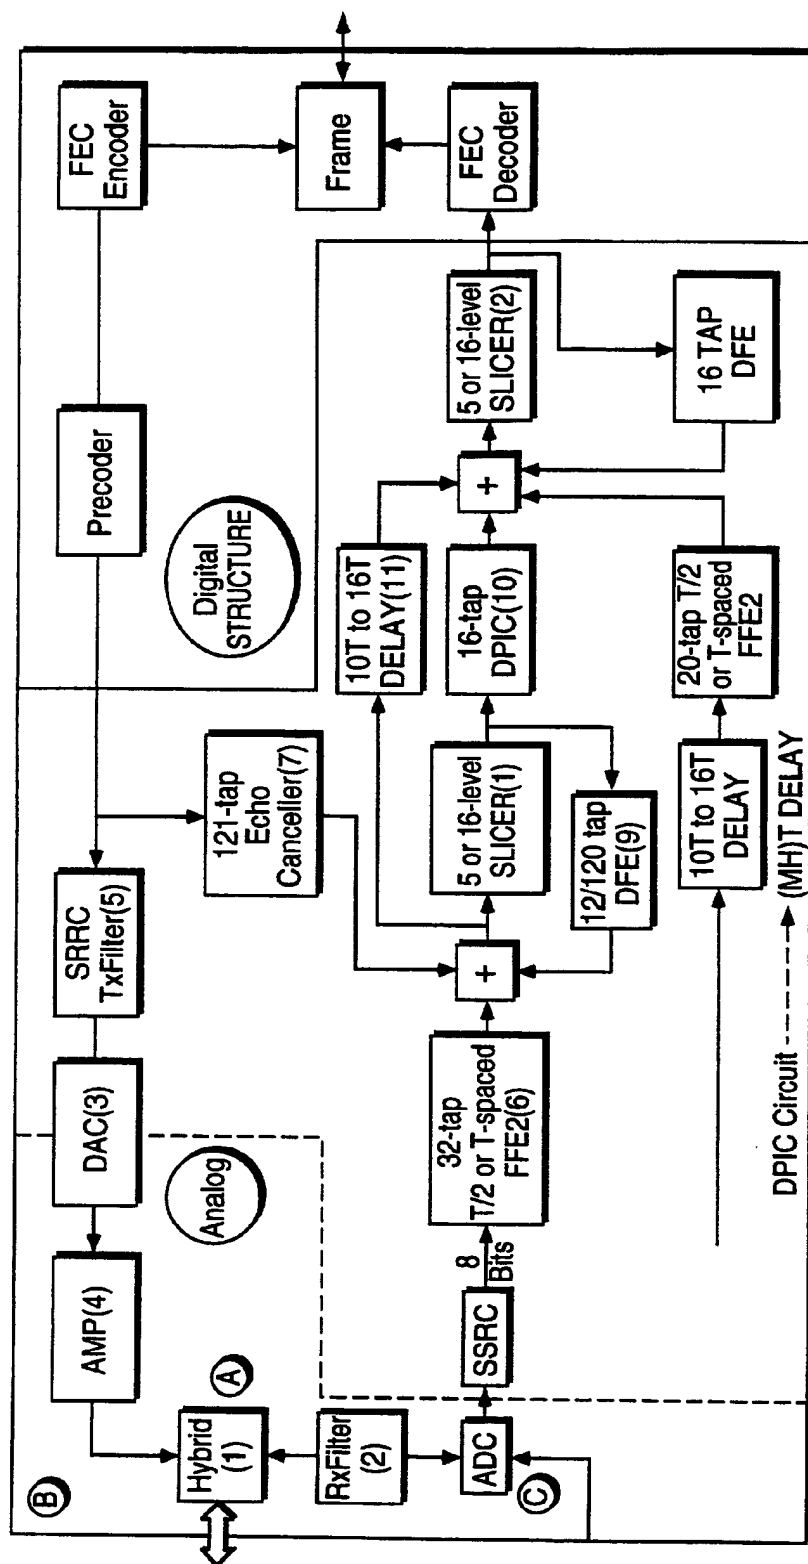 B
AMP(4)
DAC(3)
SRRC
TxFilter(5)
Precoder
FEC
Encoder
Hybrid
(1)
A
Analog
121-tap
Echo
Canceller(7)
Digital
STRUCTURE
Frame
RxFilter
(2)
10T to 16T
DELAY(11)
ADC
SSRC
8
Bits
32-tap
T/2 or T-spaced
FFE2(6)
+
5 or 16-level
SLICER(1)
16-tap
DPIC(10)
+
5 or 16-level
SLICER(2)
FEC
Decoder
C
12/120 tap
DFE(9)
10T to 16T
DELAY
20-tap T/2
or T-spaced
FFE2
16 TAP
DFE
DPIC Circuit
(MH)T DELAY